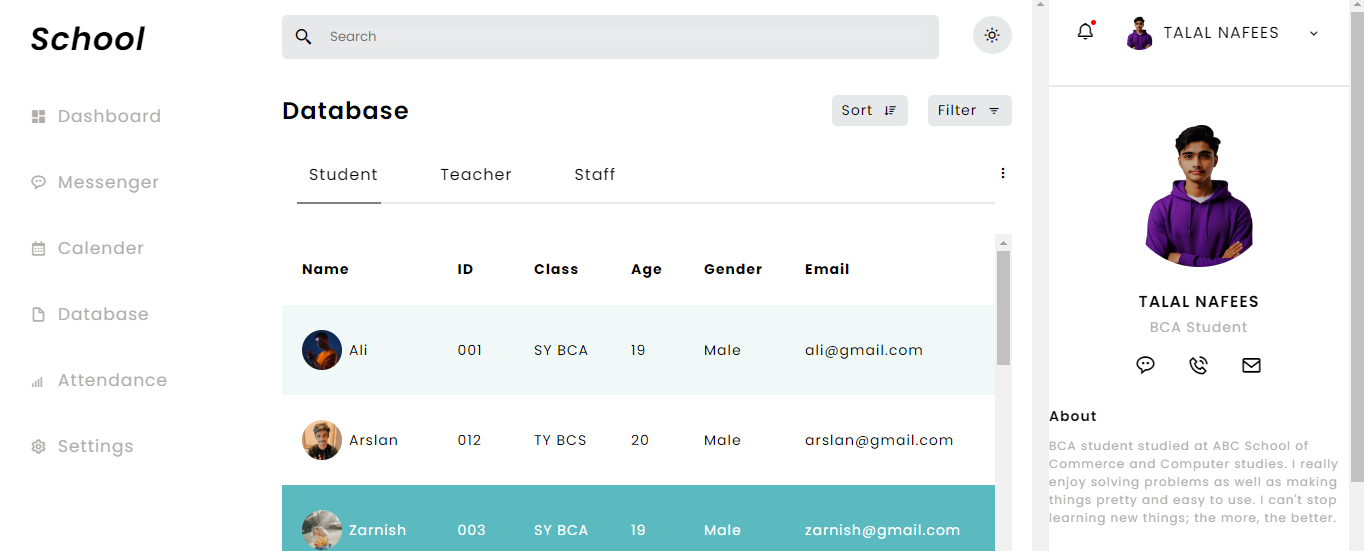 School
Dashboard
Messenger
Calender
Database
Attendance
Settings
Search
Database
Sort
Filter
Student Teacher Staff
Name ID Class Age Gender Email
Ali 001 SY BCA 19 Male ali@gmail.com
Arslan 012 TY BCS 20 Male arslan@gmail.com
Zarnish 003 SY BCA 19 Male zarnish@gmail.com
TALAL NAFEES
TALAL NAFEES
BCA Student
About
BCA student studied at ABC School of
Commerce and Computer studies. I really
enjoy solving problems as well as making
things pretty and easy to use. I can't stop
learning new things; the more, the better.